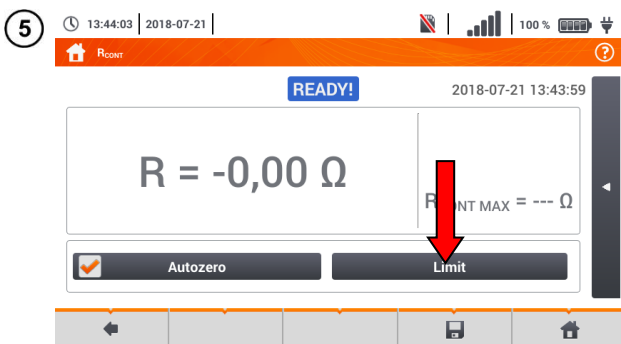 5
13:44:03 2018-07-21 100 %
RCONT ?
READY! 2018-07-21 13:43:59
R = -0,00 Ω
NT MAX = --- Ω
Autozero Limit